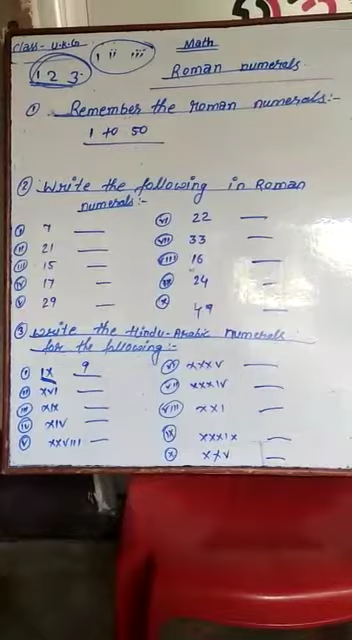 Class- U.K.G
Math
1 2 3
i ii iii
Roman numerals
① Remember the roman numerals:-
1 to 50
② Write the following in Roman
numerals:-
i 7
ii 21
iii 15
iv 17
v 29
vi 22
vii 33
viii 16
ix 24
x 49
③ write the Hindu-Arabic numerals
for the following:-
i IX 9
ii XVI
iii XIX
iv XIV
v XXVIII
vi XXXV
vii XXXIV
viii XXI
ix XXXIX
x XXV